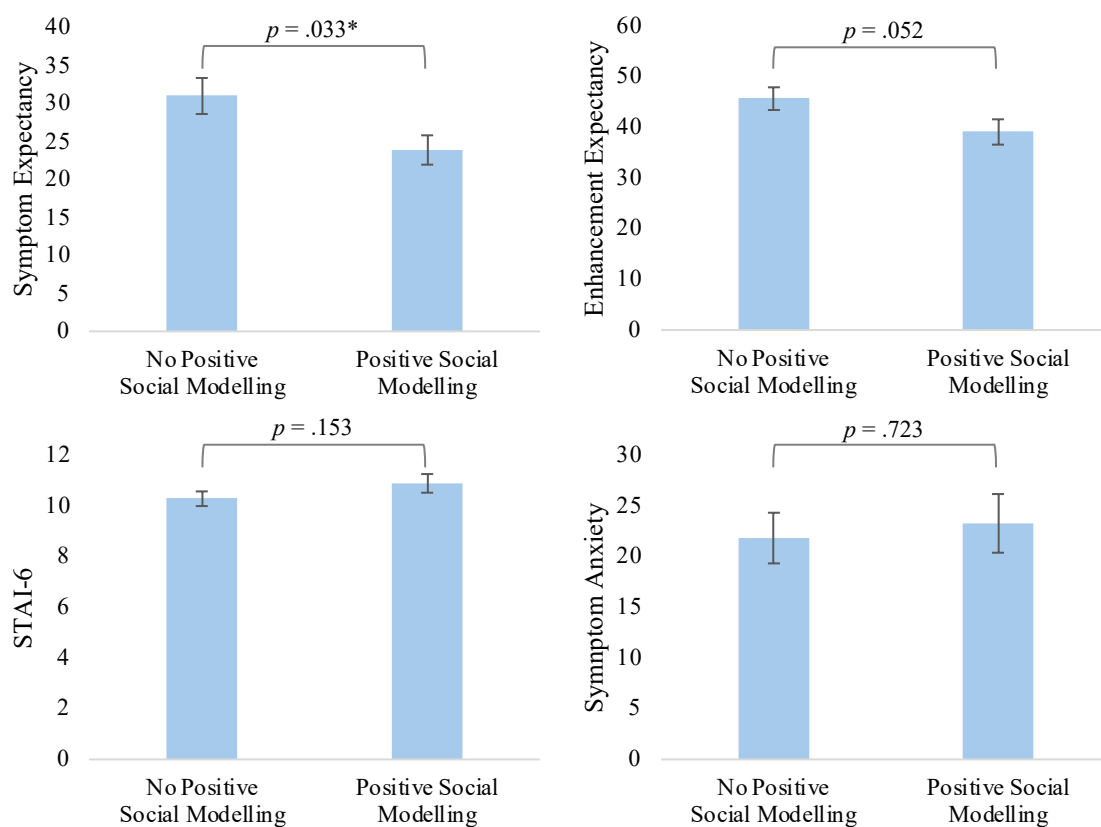 p = .033*
40
35
30
25
20
15
10
5
0
Symptom Expectancy
No Positive
Social Modelling
Positive Social
Modelling
p = .052
60
50
40
30
20
10
0
Enhancement Expectancy
No Positive
Social Modelling
Positive Social
Modelling
p = .153
12
10
8
6
4
2
0
STAI-6
No Positive
Social Modelling
Positive Social
Modelling
p = .723
30
25
20
15
10
5
0
Symnptom Anxiety
No Positive
Social Modelling
Positive Social
Modelling